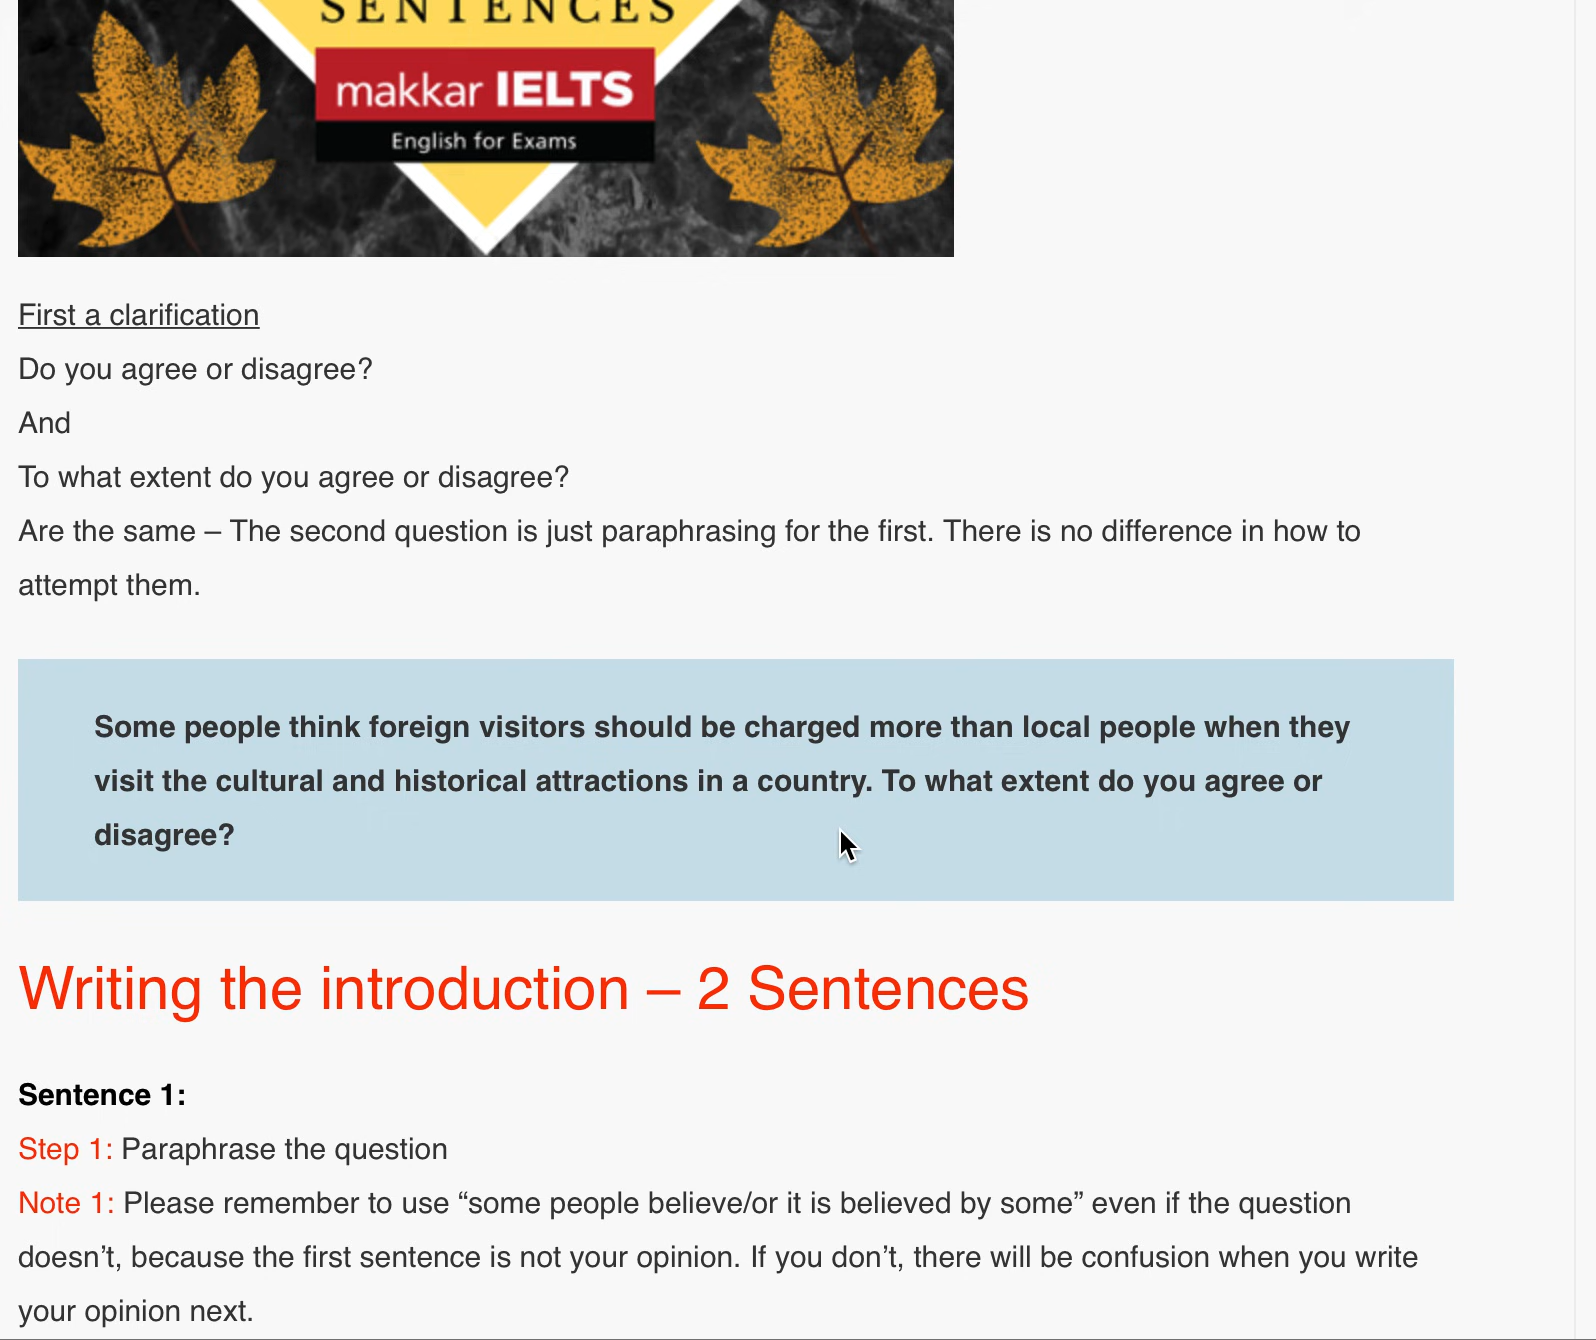 SENTENCES
makkar IELTS
English for Exams
First a clarification
Do you agree or disagree?
And
To what extent do you agree or disagree?
Are the same – The second question is just paraphrasing for the first. There is no difference in how to
attempt them.
Some people think foreign visitors should be charged more than local people when they
visit the cultural and historical attractions in a country. To what extent do you agree or
disagree?
Writing the introduction – 2 Sentences
Sentence 1:
Step 1: Paraphrase the question
Note 1: Please remember to use “some people believe/or it is believed by some” even if the question
doesn’t, because the first sentence is not your opinion. If you don’t, there will be confusion when you write
your opinion next.